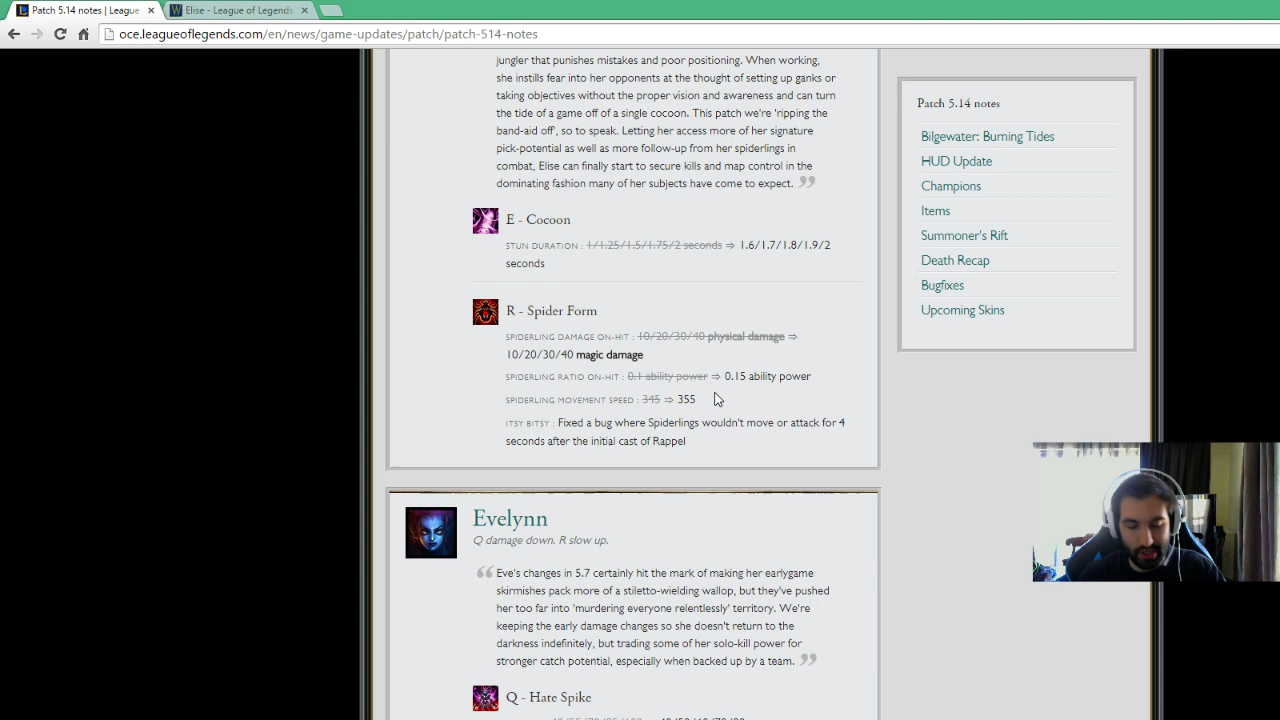 Patch 5.14 notes | League
Elise - League of Legends
oce.leagueoflegends.com/en/news/game-updates/patch/patch-514-notes
jungler that punishes mistakes and poor positioning. When working,
she instills fear into her opponents at the thought of setting up ganks or
taking objectives without the proper vision and awareness and can turn
the tide of a game off of a single cocoon. This patch we're 'ripping the
band-aid off', so to speak. Letting her access more of her signature
pick-potential as well as more follow-up from her spiderlings in
combat, Elise can finally start to secure kills and map control in the
dominating fashion many of her subjects have come to expect.
E - Cocoon
STUN DURATION : 1/1.25/1.5/1.75/2 seconds ⇒ 1.6/1.7/1.8/1.9/2
seconds
R - Spider Form
SPIDERLING DAMAGE ON-HIT : 10/20/30/40 physical damage ⇒
10/20/30/40 magic damage
SPIDERLING RATIO ON-HIT : 0.1 ability power ⇒ 0.15 ability power
SPIDERLING MOVEMENT SPEED : 345 ⇒ 355
ITSY BITSY : Fixed a bug where Spiderlings wouldn't move or attack for 4
seconds after the initial cast of Rappel
Evelynn
Q damage down. R slow up.
Eve's changes in 5.7 certainly hit the mark of making her earlygame
skirmishes pack more of a stiletto-wielding wallop, but they've pushed
her too far into 'murdering everyone relentlessly' territory. We're
keeping the early damage changes so she doesn't return to the
darkness indefinitely, but trading some of her solo-kill power for
stronger catch potential, especially when backed up by a team.
Q - Hate Spike
Patch 5.14 notes
Bilgewater: Burning Tides
HUD Update
Champions
Items
Summoner's Rift
Death Recap
Bugfixes
Upcoming Skins